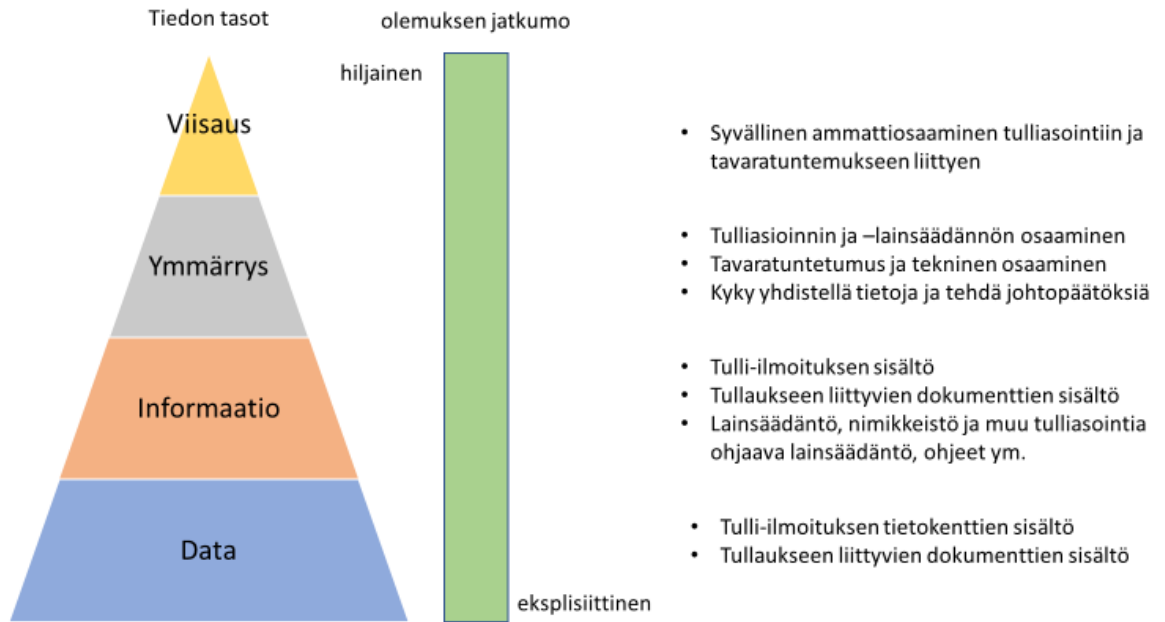 Tiedon tasot
olemuksen jatkumo
hiljainen
Viisaus
• Syvällinen ammattiosaaminen tulliasointiin ja
tavaratuntemukseen liittyen
Ymmärrys
• Tulliasioinnin ja –lainsäädännön osaaminen
• Tavaratuntetumus ja tekninen osaaminen
• Kyky yhdistellä tietoja ja tehdä johtopäätöksiä
Informaatio
• Tulli-ilmoituksen sisältö
• Tullaukseen liittyvien dokumenttien sisältö
• Lainsäädäntö, nimikkeistö ja muu tulliasointia
ohjaava lainsäädäntö, ohjeet ym.
Data
• Tulli-ilmoituksen tietokenttien sisältö
• Tullaukseen liittyvien dokumenttien sisältö
eksplisiittinen